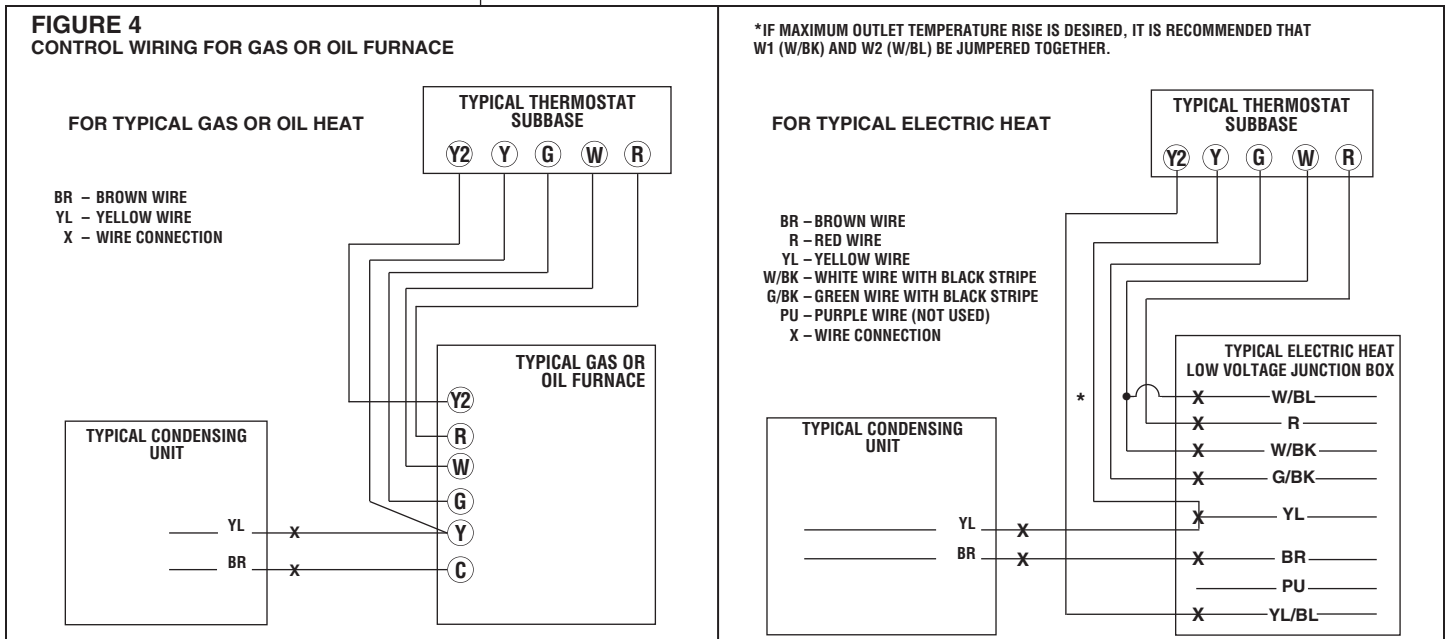 FIGURE 4
CONTROL WIRING FOR GAS OR OIL FURNACE
FOR TYPICAL GAS OR OIL HEAT
TYPICAL THERMOSTAT
SUBBASE
Y2 Y G W R
BR – BROWN WIRE
YL – YELLOW WIRE
X – WIRE CONNECTION
TYPICAL GAS OR
OIL FURNACE
Y2
R
W
G
Y
C
TYPICAL CONDENSING
UNIT
YL X
BR X
*IF MAXIMUM OUTLET TEMPERATURE RISE IS DESIRED, IT IS RECOMMENDED THAT
W1 (W/BK) AND W2 (W/BL) BE JUMPERED TOGETHER.
FOR TYPICAL ELECTRIC HEAT
TYPICAL THERMOSTAT
SUBBASE
Y2 Y G W R
BR – BROWN WIRE
R – RED WIRE
YL – YELLOW WIRE
W/BK – WHITE WIRE WITH BLACK STRIPE
G/BK – GREEN WIRE WITH BLACK STRIPE
PU – PURPLE WIRE (NOT USED)
X – WIRE CONNECTION
TYPICAL ELECTRIC HEAT
LOW VOLTAGE JUNCTION BOX
* X W/BL
X R
X W/BK
X G/BK
X YL
X BR
PU
X YL/BL
TYPICAL CONDENSING
UNIT
YL X
BR X